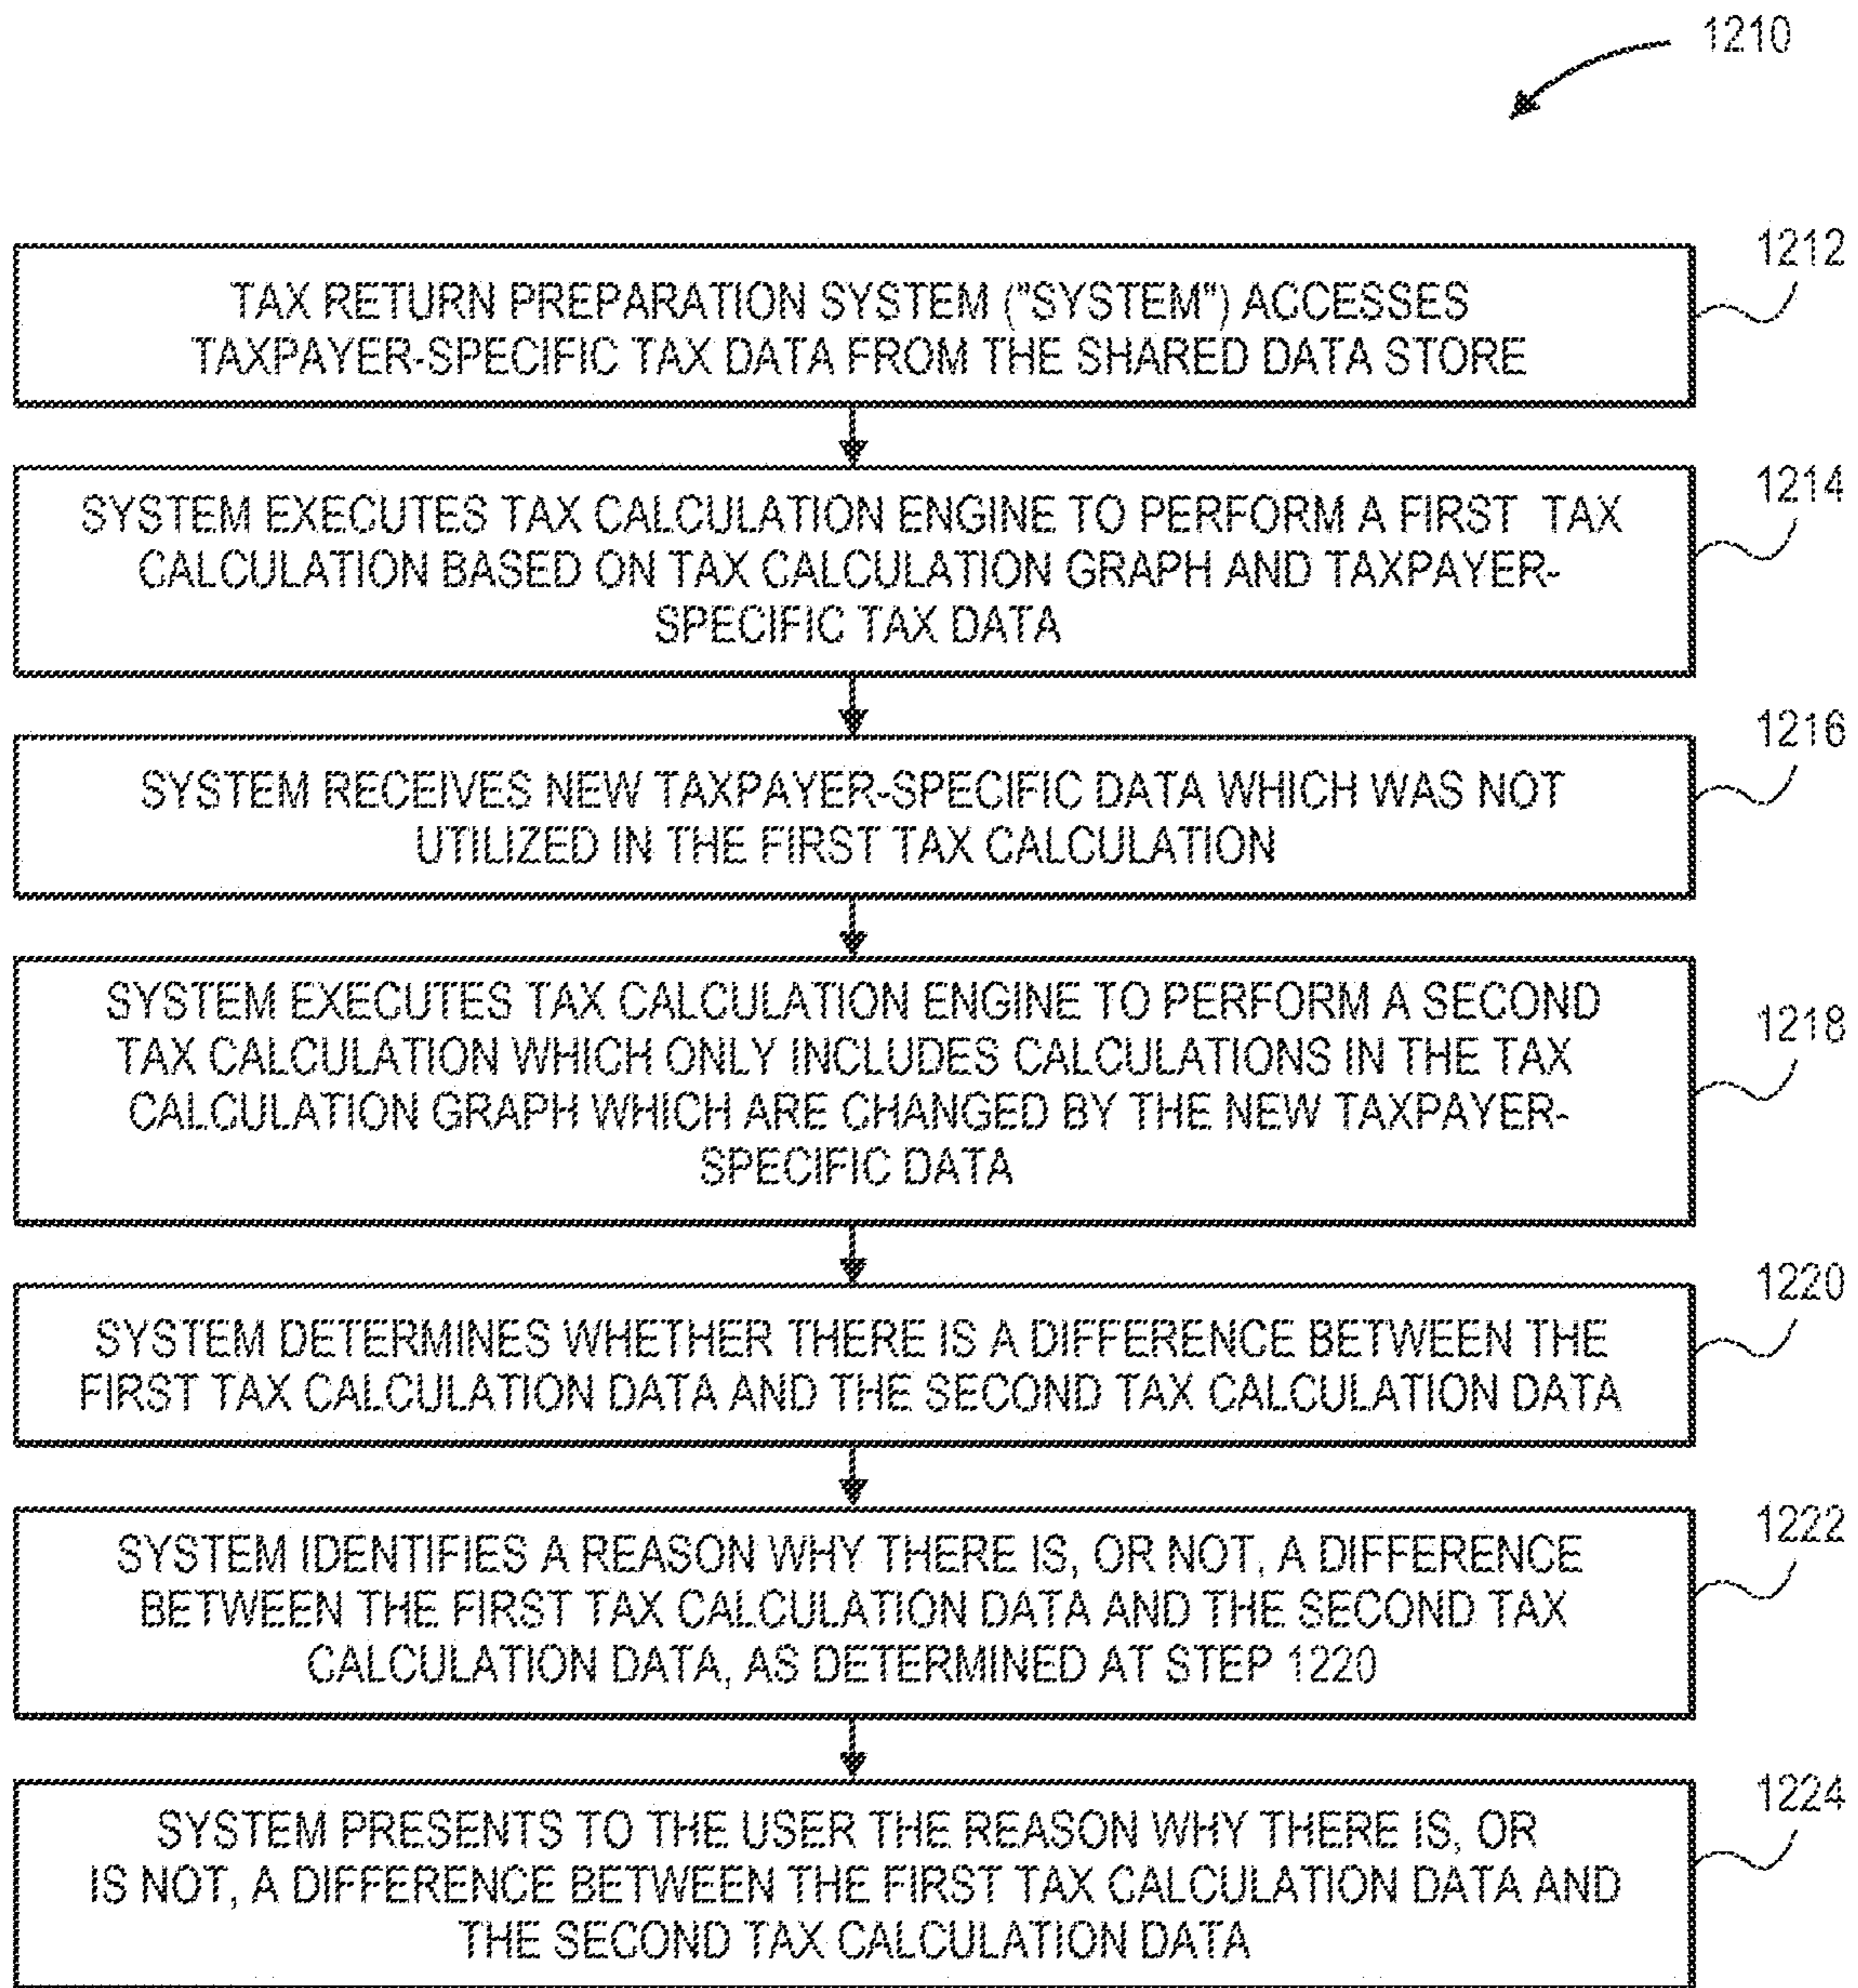 1210
1212
TAX RETURN PREPARATION SYSTEM ("SYSTEM") ACCESSES
TAXPAYER-SPECIFIC TAX DATA FROM THE SHARED DATA STORE
1214
SYSTEM EXECUTES TAX CALCULATION ENGINE TO PERFORM A FIRST TAX
CALCULATION BASED ON TAX CALCULATION GRAPH AND TAXPAYER-
SPECIFIC TAX DATA
1216
SYSTEM RECEIVES NEW TAXPAYER-SPECIFIC DATA WHICH WAS NOT
UTILIZED IN THE FIRST TAX CALCULATION
1218
SYSTEM EXECUTES TAX CALCULATION ENGINE TO PERFORM A SECOND
TAX CALCULATION WHICH ONLY INCLUDES CALCULATIONS IN THE TAX
CALCULATION GRAPH WHICH ARE CHANGED BY THE NEW TAXPAYER-
SPECIFIC DATA
1220
SYSTEM DETERMINES WHETHER THERE IS A DIFFERENCE BETWEEN THE
FIRST TAX CALCULATION DATA AND THE SECOND TAX CALCULATION DATA
1222
SYSTEM IDENTIFIES A REASON WHY THERE IS, OR NOT, A DIFFERENCE
BETWEEN THE FIRST TAX CALCULATION DATA AND THE SECOND TAX
CALCULATION DATA, AS DETERMINED AT STEP 1220
1224
SYSTEM PRESENTS TO THE USER THE REASON WHY THERE IS, OR
IS NOT, A DIFFERENCE BETWEEN THE FIRST TAX CALCULATION DATA AND
THE SECOND TAX CALCULATION DATA